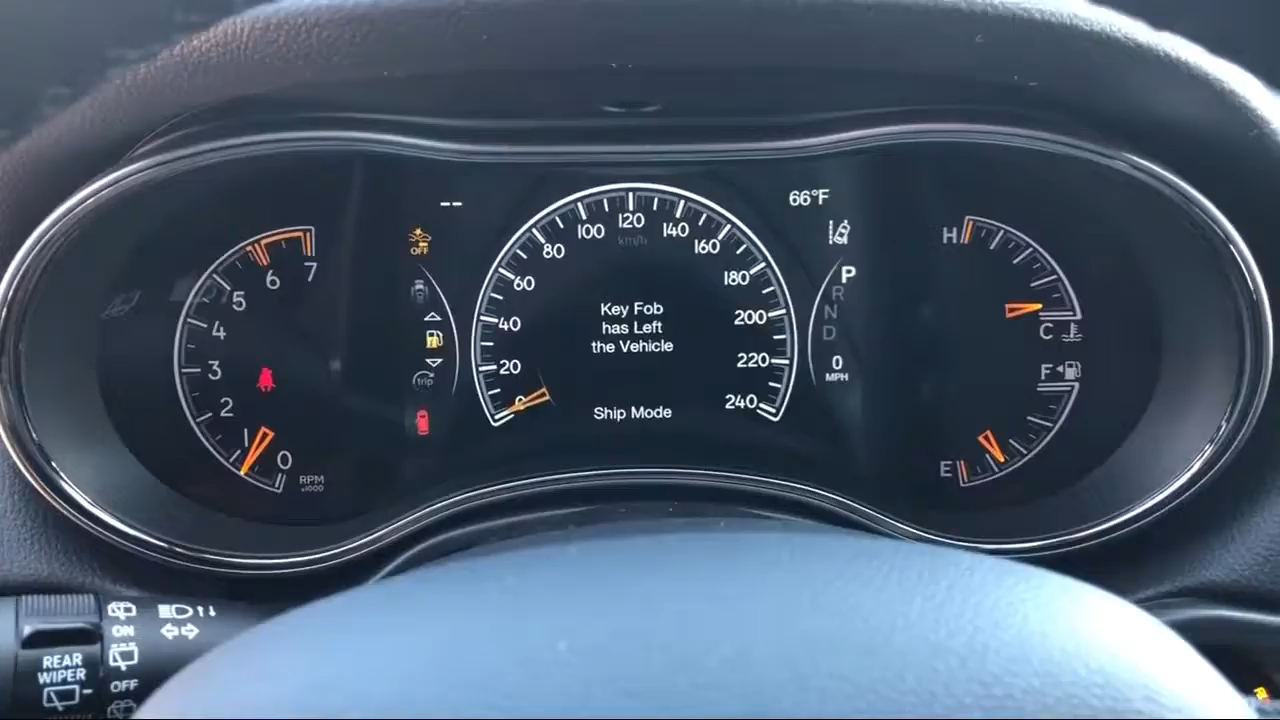 --
66°F
7
6
5
4
3
2
1
0
RPM
x1000
OFF
trip
0
20
40
60
80
100
120
140
160
180
200
220
240
km/h
Key Fob
has Left
the Vehicle
Ship Mode
P
R
N
D
0
MPH
H
C
F
E
ON
OFF
REAR
WIPER